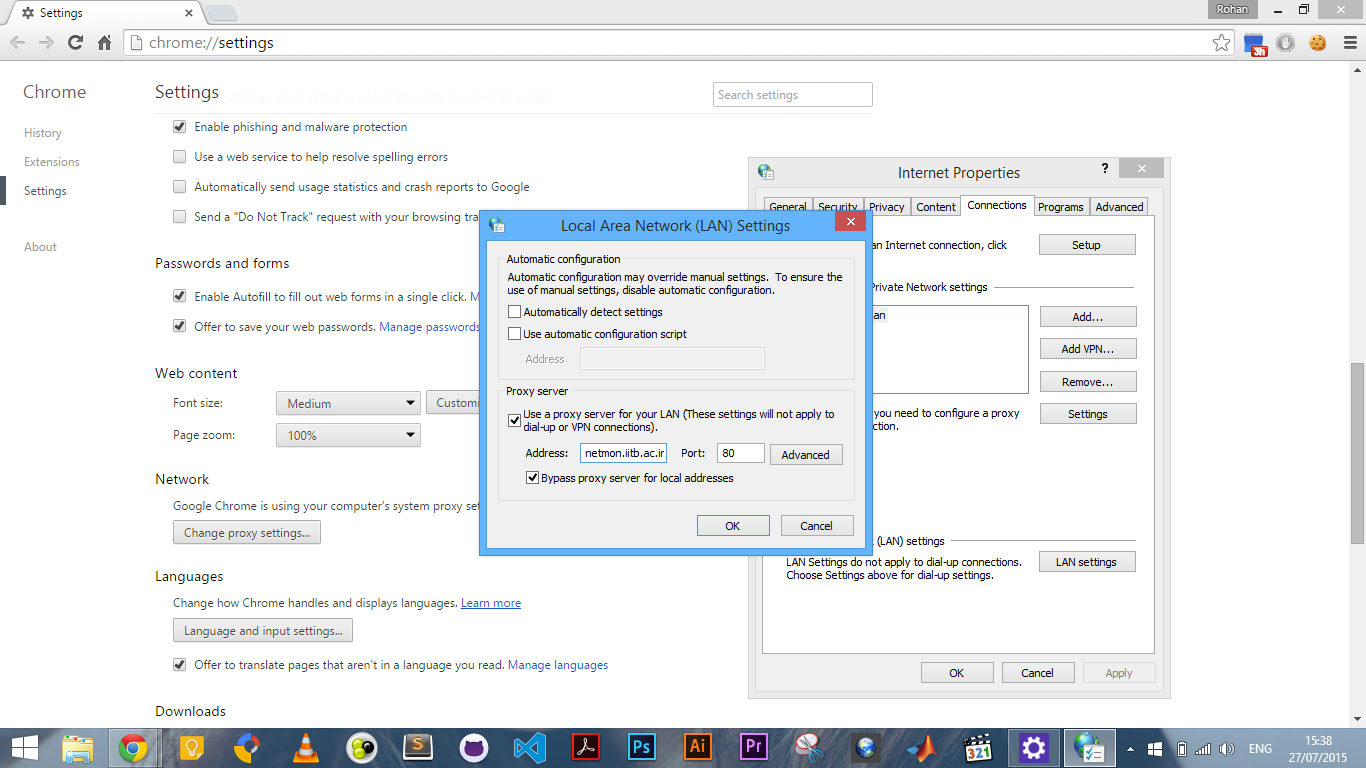 Settings
Rohan
chrome://settings
3h
Chrome
Settings
Search settings
History
Extensions
Settings
About
Enable phishing and malware protection
Use a web service to help resolve spelling errors
Automatically send usage statistics and crash reports to Google
Send a "Do Not Track" request with your browsing tra
Passwords and forms
Enable Autofill to fill out web forms in a single click. M
Offer to save your web passwords. Manage passwords
Web content
Font size: Medium Customi
Page zoom: 100%
Network
Google Chrome is using your computer's system proxy set
Change proxy settings...
Languages
Change how Chrome handles and displays languages. Learn more
Language and input settings...
Offer to translate pages that aren't in a language you read. Manage languages
Downloads
Internet Properties
General Security Privacy Content Connections Programs Advanced
an Internet connection, click Setup
Private Network settings
an
Add...
Add VPN...
Remove...
you need to configure a proxy Settings
ction.
(LAN) settings
LAN Settings do not apply to dial-up connections. LAN settings
Choose Settings above for dial-up settings.
OK Cancel Apply
Local Area Network (LAN) Settings
Automatic configuration
Automatic configuration may override manual settings. To ensure the
use of manual settings, disable automatic configuration.
Automatically detect settings
Use automatic configuration script
Address
Proxy server
Use a proxy server for your LAN (These settings will not apply to
dial-up or VPN connections).
Address: netmon.iitb.ac.in Port: 80 Advanced
Bypass proxy server for local addresses
OK Cancel
S
Ps
Ai
Pr
321
ENG
15:38
27/07/2015